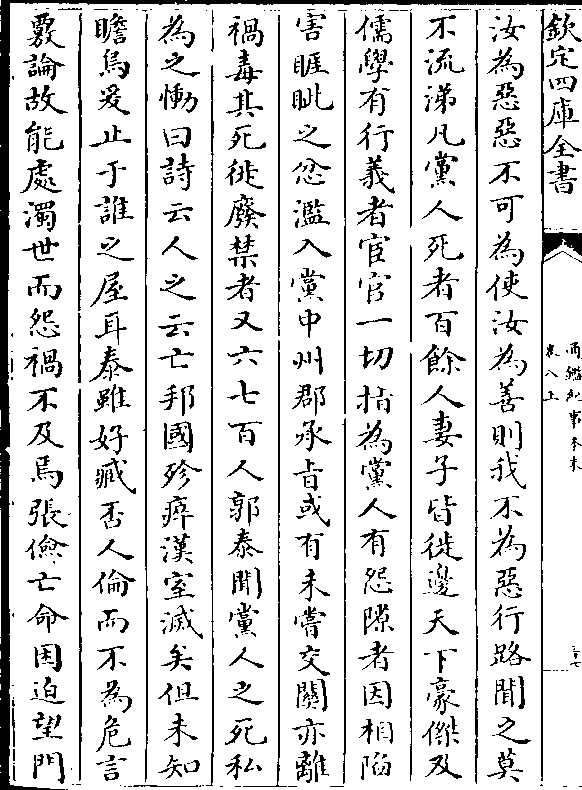 欽定四庫全書
汝為惡惡不可為使汝為善則我不為惡行路聞之莫
不流涕凡黨人死者百餘人妻子皆徙邊天下豪傑及
儒學有行義者宦官一切指為黨人有怨隙者因相陷
害睚眦之忿濫入黨中州郡承旨或有未嘗交關亦離
禍毒其死徙廢禁者又六七百人郭泰聞黨人之死私
為之慟曰詩云人之云亡邦國殄瘁漢室滅矣但未知
瞻烏爰止于誰之屋耳泰雖好臧否人倫而不為危言
覈論故能處濁世而怨禍不及焉張儉亡命困迫望門